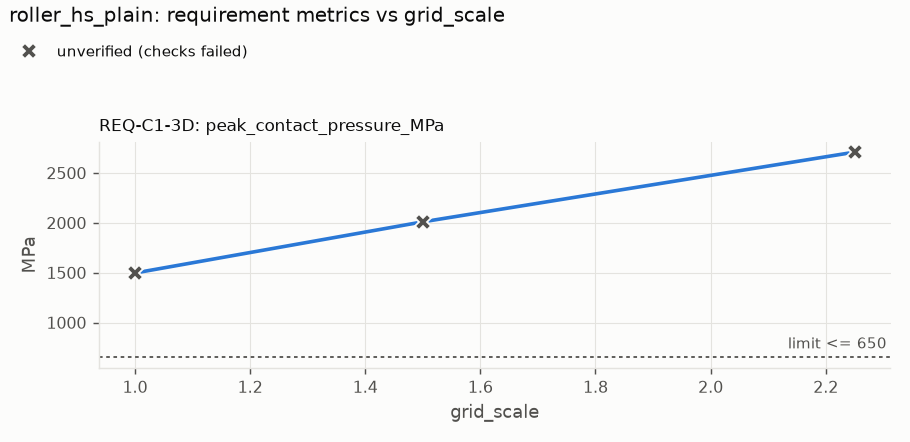 roller_hs_plain: requirement metrics vs grid_scale
unverified (checks failed)
REQ-C1-3D: peak_contact_pressure_MPa
2500
2000
1500
1000
MPa
limit <= 650
1.0 1.2 1.4 1.6 1.8 2.0 2.2
grid_scale